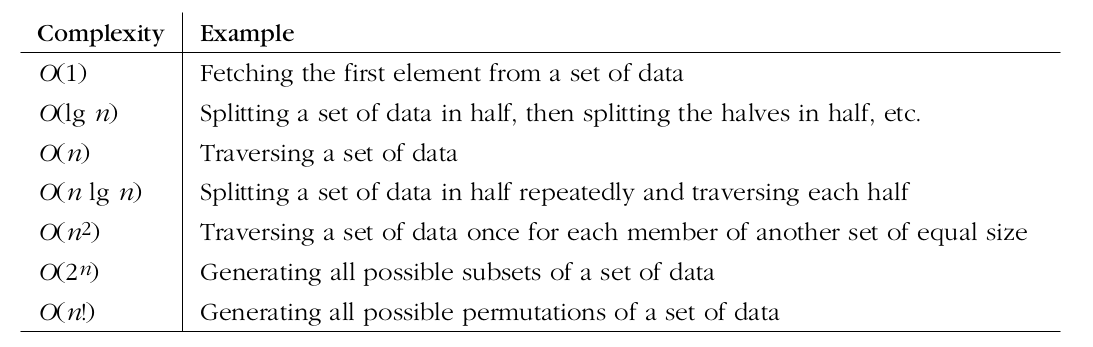 Complexity Example
O(1) Fetching the first element from a set of data
O(lg n) Splitting a set of data in half, then splitting the halves in half, etc.
O(n) Traversing a set of data
O(n lg n) Splitting a set of data in half repeatedly and traversing each half
O(n²) Traversing a set of data once for each member of another set of equal size
O(2ⁿ) Generating all possible subsets of a set of data
O(n!) Generating all possible permutations of a set of data